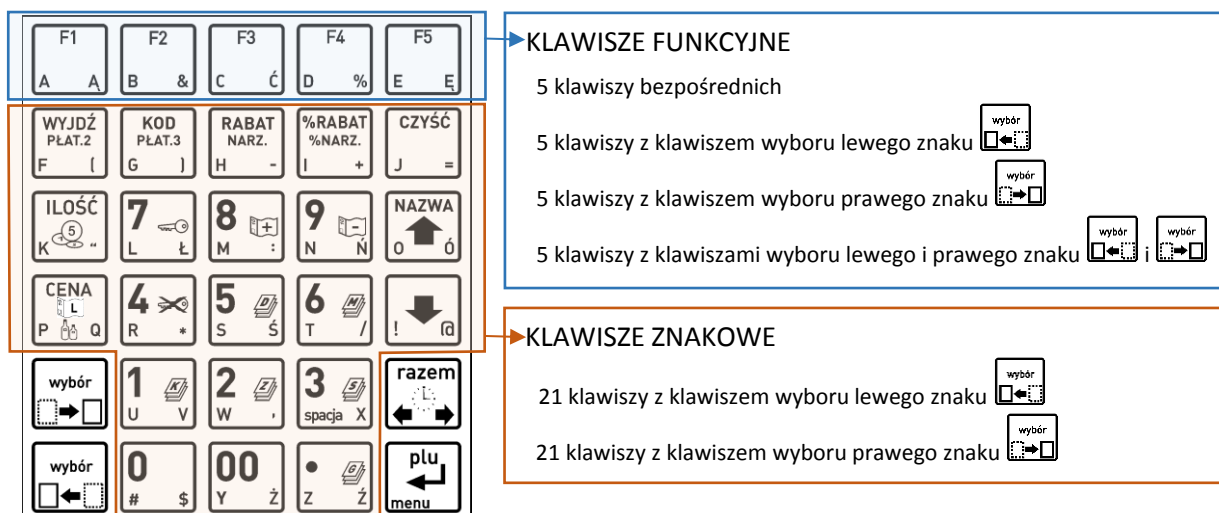 F1 F2 F3 F4 F5
A Ą B & C Ć D % E Ę
WYJDŹ KOD RABAT %RABAT CZYŚĆ
PŁAT.2 PŁAT.3 NARZ. %NARZ.
F ( G ) H - I + J =
ILOŚĆ 7 8 9 NAZWA
5 + -
K " L Ł M : N Ń O Ó
CENA 4 5 6
L D M
P Q R * S Ś T / ! @
wybór 1 2 3 razem
K Z S L
U V W , spacja X
wybór 0 00 • plu
G
# $ Y Ż Z Ź menu
KLAWISZE FUNKCYJNE
5 klawiszy bezpośrednich
5 klawiszy z klawiszem wyboru lewego znaku wybór
5 klawiszy z klawiszem wyboru prawego znaku wybór
5 klawiszy z klawiszami wyboru lewego i prawego znaku wybór i wybór
KLAWISZE ZNAKOWE
21 klawiszy z klawiszem wyboru lewego znaku wybór
21 klawiszy z klawiszem wyboru prawego znaku wybór